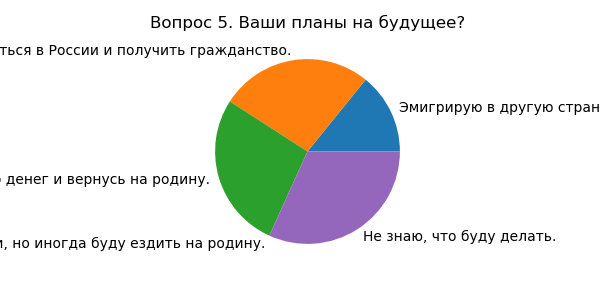 Вопрос 5. Ваши планы на будущее?
ться в России и получить гражданство.
Эмигрирую в другую стран
денег и вернусь на родину.
, но иногда буду ездить на родину.
Не знаю, что буду делать.